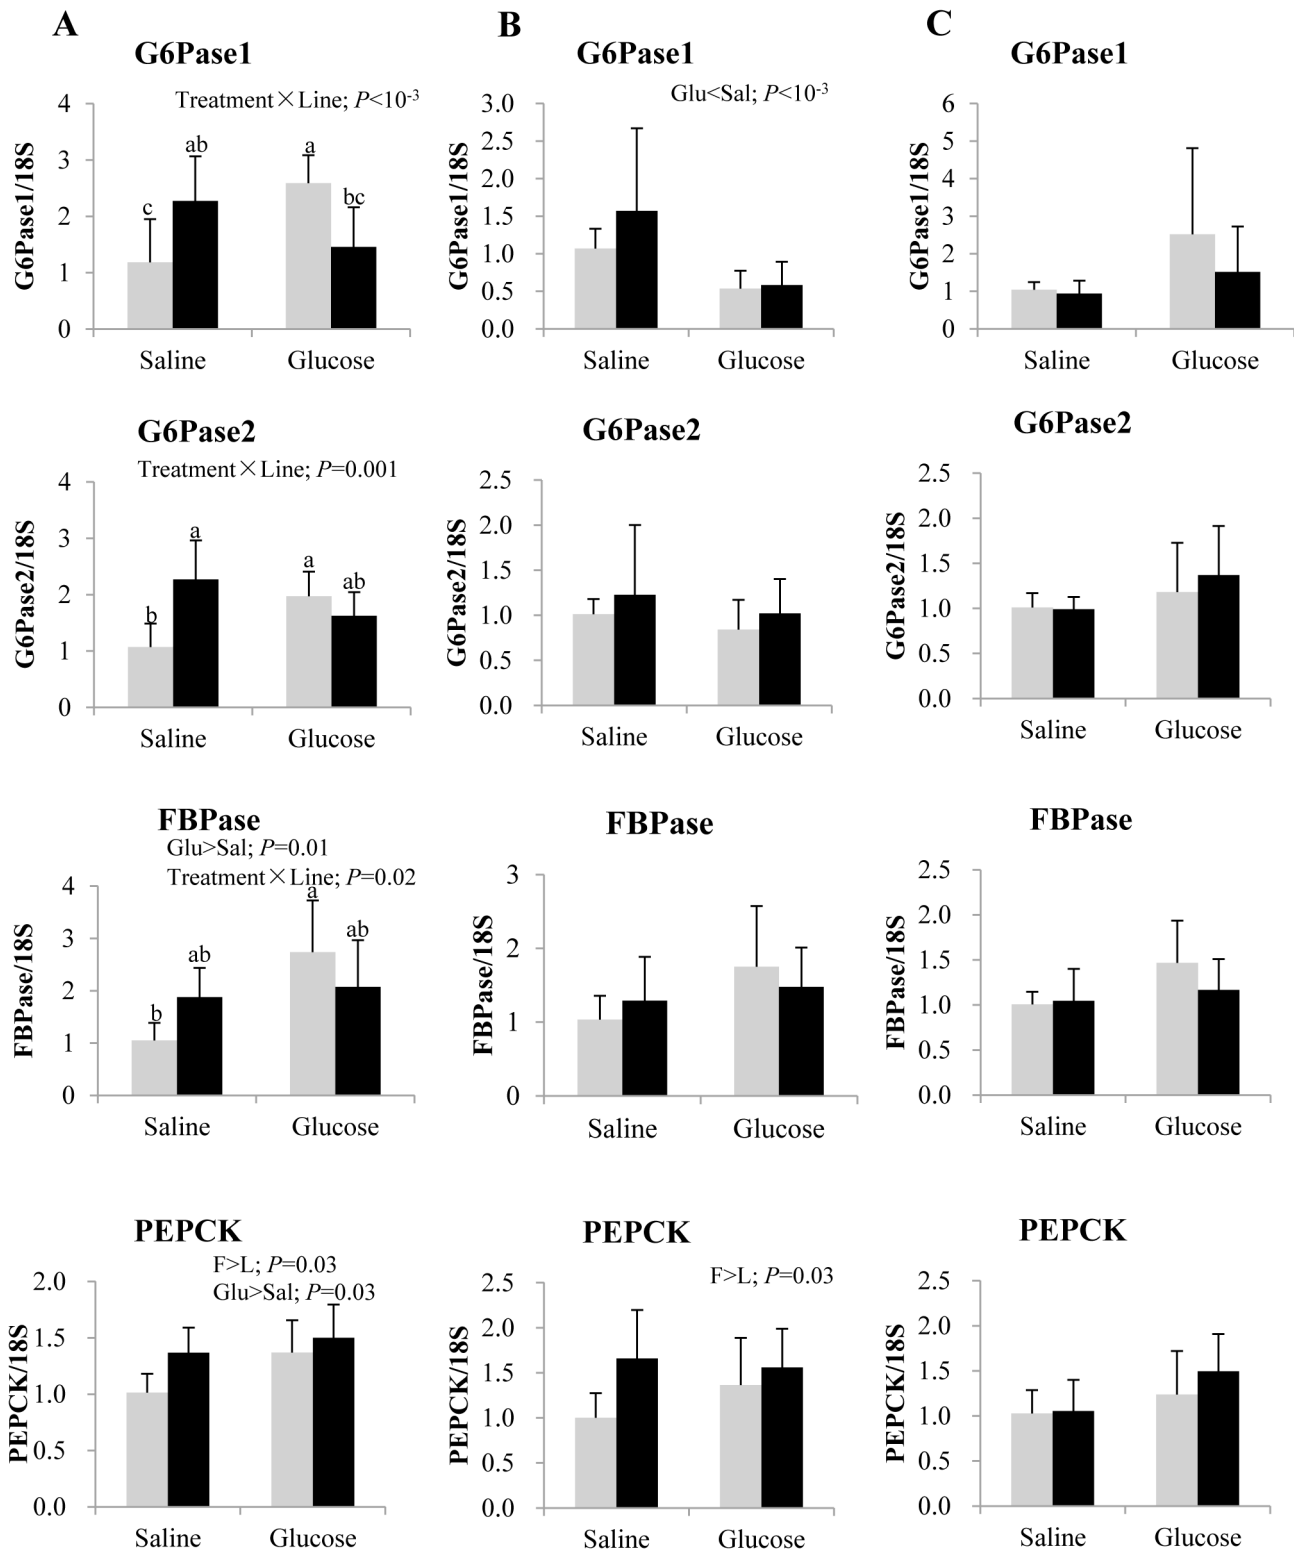 A
G6Pase1
Treatment×Line; P<10-3
G6Pase1/18S
4
3
2
1
0
c
ab
a
bc
Saline
Glucose
B
G6Pase1
Glu<Sal; P<10-3
G6Pase1/18S
3.0
2.5
2.0
1.5
1.0
0.5
0.0
Saline
Glucose
C
G6Pase1
G6Pase1/18S
6
5
4
3
2
1
0
Saline
Glucose
G6Pase2
Treatment×Line; P=0.001
G6Pase2/18S
4
3
2
1
0
b
a
a
ab
Saline
Glucose
G6Pase2
G6Pase2/18S
2.5
2.0
1.5
1.0
0.5
0.0
Saline
Glucose
G6Pase2
G6Pase2/18S
2.5
2.0
1.5
1.0
0.5
0.0
Saline
Glucose
FBPase
Glu>Sal; P=0.01
Treatment×Line; P=0.02
FBPase/18S
4
3
2
1
0
b
ab
a
ab
Saline
Glucose
FBPase
FBPase/18S
3
2
1
0
Saline
Glucose
FBPase
FBPase/18S
2.5
2.0
1.5
1.0
0.5
0.0
Saline
Glucose
PEPCK
F>L; P=0.03
Glu>Sal; P=0.03
PEPCK/18S
2.0
1.5
1.0
0.5
0.0
Saline
Glucose
PEPCK
F>L; P=0.03
PEPCK/18S
2.5
2.0
1.5
1.0
0.5
0.0
Saline
Glucose
PEPCK
PEPCK/18S
2.5
2.0
1.5
1.0
0.5
0.0
Saline
Glucose